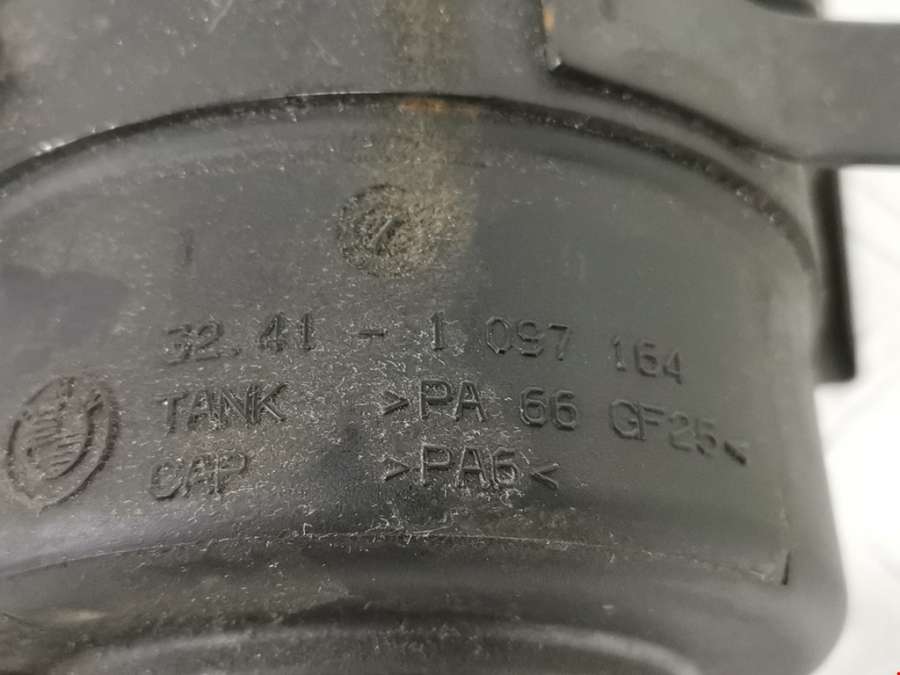 32.41 - 1 097 164
TANK >PA 66 GF25<
CAP >PA6<